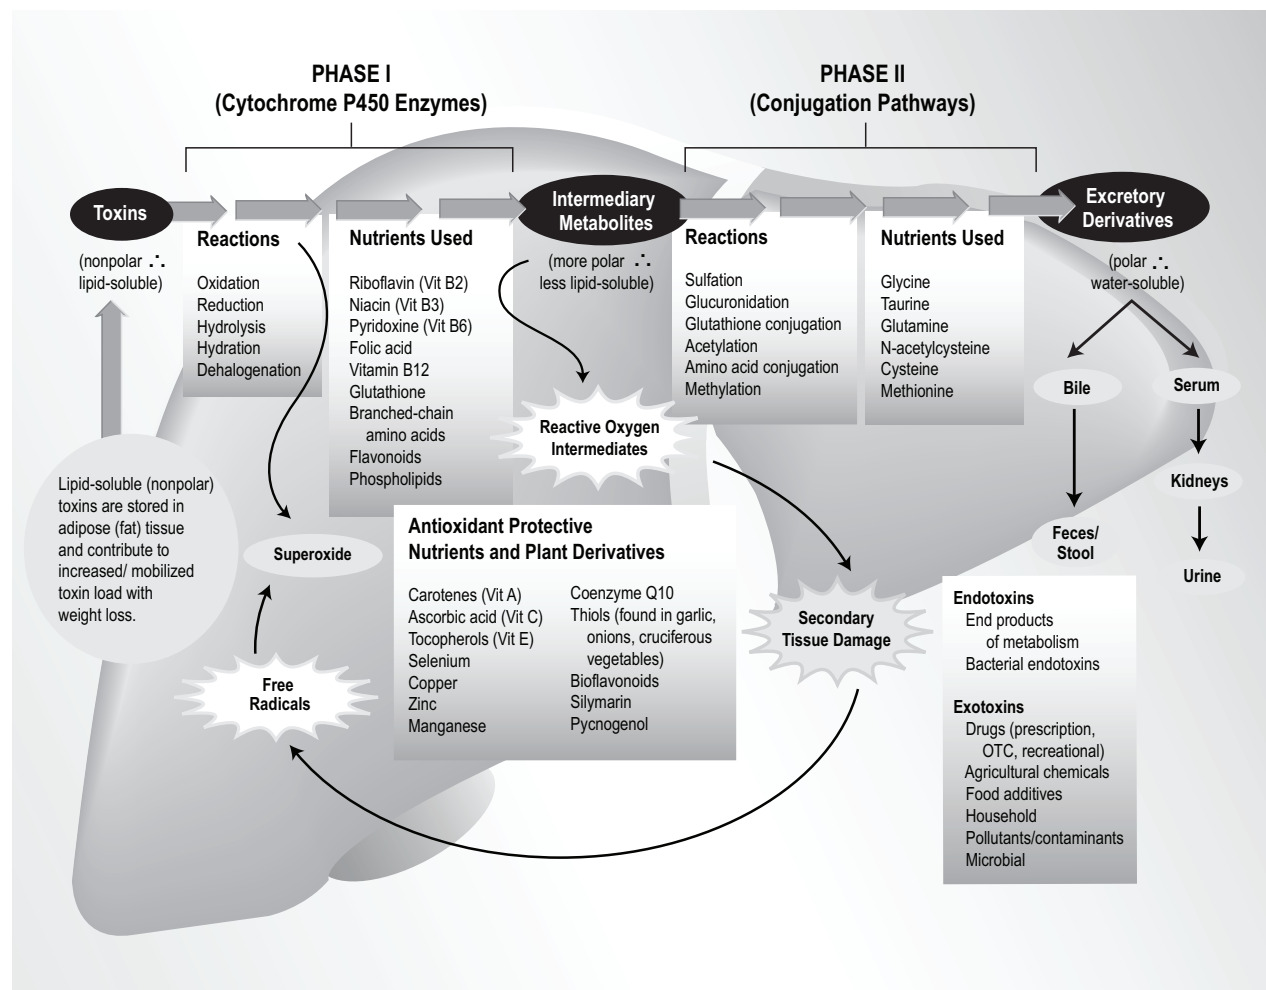 PHASE I
(Cytochrome P450 Enzymes)
PHASE II
(Conjugation Pathways)
Toxins
(nonpolar ∴
lipid-soluble)
Reactions
Oxidation
Reduction
Hydrolysis
Hydration
Dehalogenation
Nutrients Used
Riboflavin (Vit B2)
Niacin (Vit B3)
Pyridoxine (Vit B6)
Folic acid
Vitamin B12
Glutathione
Branched-chain
amino acids
Flavonoids
Phospholipids
Intermediary
Metabolites
(more polar ∴
less lipid-soluble)
Reactions
Sulfation
Glucuronidation
Glutathione conjugation
Acetylation
Amino acid conjugation
Methylation
Nutrients Used
Glycine
Taurine
Glutamine
N-acetylcysteine
Cysteine
Methionine
Excretory
Derivatives
(polar ∴
water-soluble)
Bile
Serum
Feces/
Stool
Kidneys
Urine
Reactive Oxygen
Intermediates
Lipid-soluble (nonpolar)
toxins are stored in
adipose (fat) tissue
and contribute to
increased/ mobilized
toxin load with
weight loss.
Superoxide
Free
Radicals
Antioxidant Protective
Nutrients and Plant Derivatives
Carotenes (Vit A)
Ascorbic acid (Vit C)
Tocopherols (Vit E)
Selenium
Copper
Zinc
Manganese
Coenzyme Q10
Thiols (found in garlic,
onions, cruciferous
vegetables)
Bioflavonoids
Silymarin
Pycnogenol
Secondary
Tissue Damage
Endotoxins
End products
of metabolism
Bacterial endotoxins
Exotoxins
Drugs (prescription,
OTC, recreational)
Agricultural chemicals
Food additives
Household
Pollutants/contaminants
Microbial